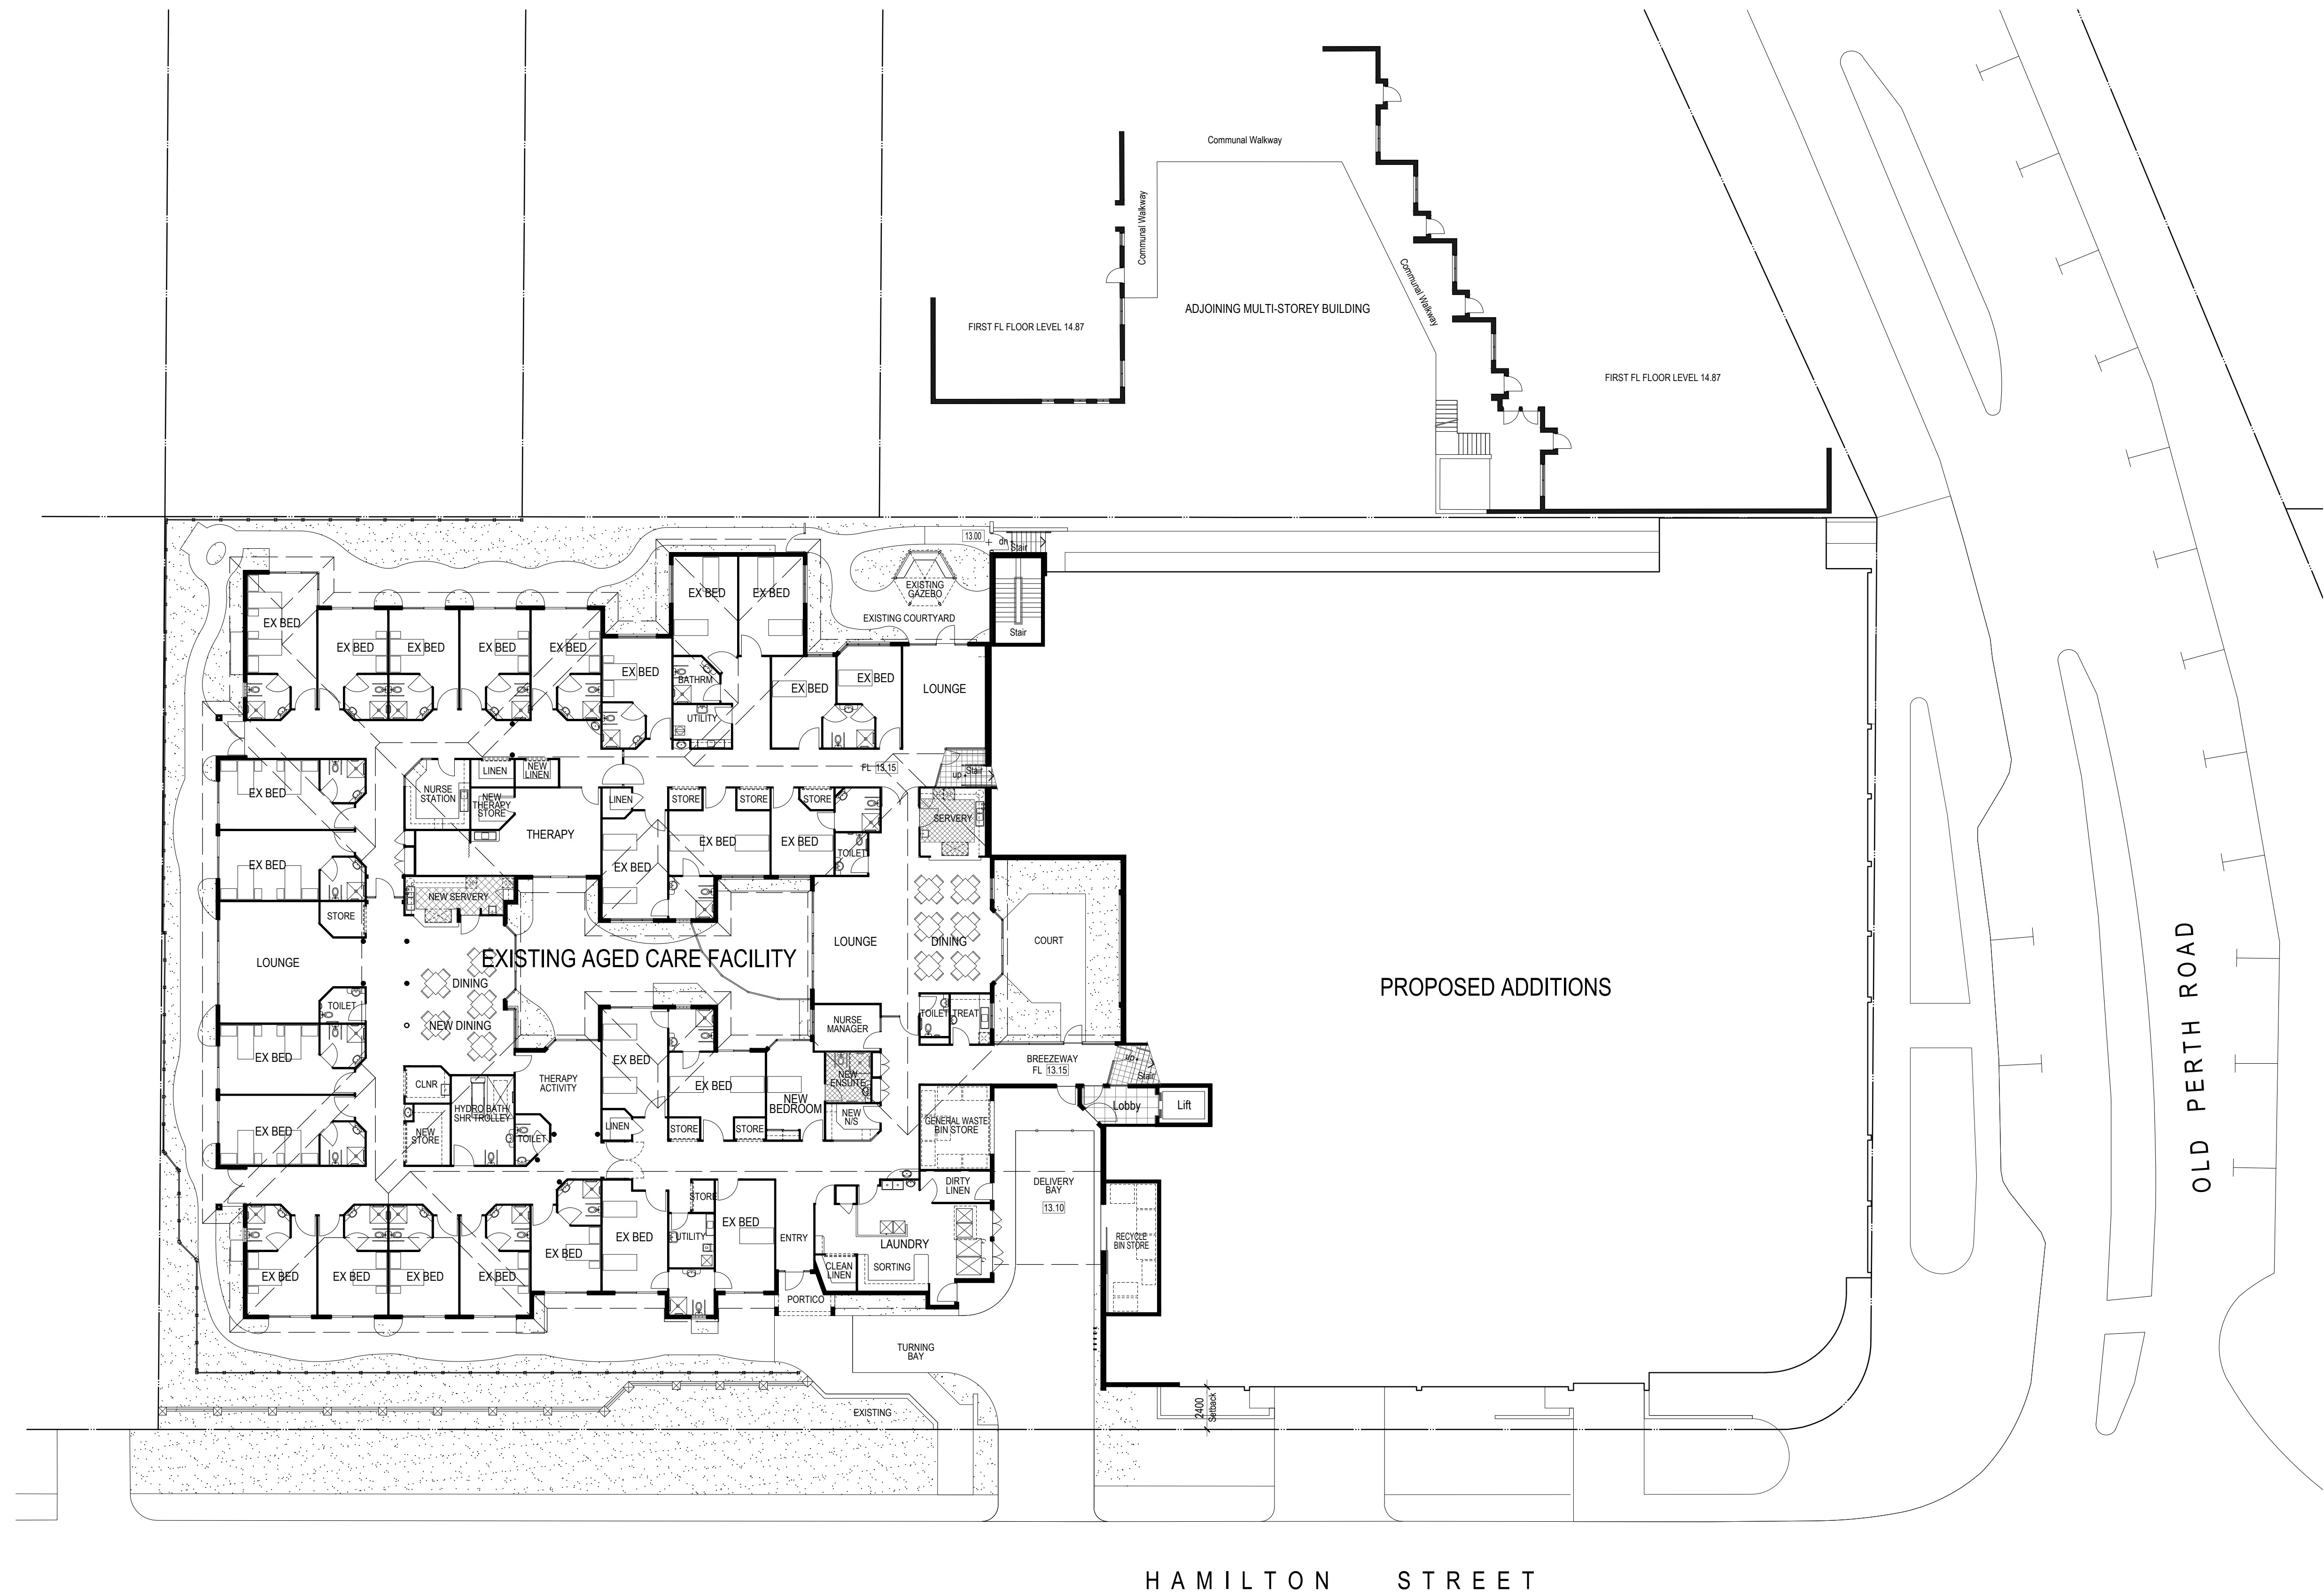 Communal Walkway
Communal Walkway
Communal Walkway
ADJOINING MULTI-STOREY BUILDING
FIRST FL FLOOR LEVEL 14.87
FIRST FL FLOOR LEVEL 14.87
13.00
dn
Stair
EXISTING
GAZEBO
EXISTING COURTYARD
Stair
EX BED
EX BED
EX BED
EX BED
EX BED
EX BED
EX BED
EX BED
EX BED
BATHRM
UTILITY
EX BED
EX BED
LOUNGE
FL 13.15
up
Stair
EX BED
NURSE
STATION
LINEN
NEW
LINEN
NEW
THERAPY
STORE
THERAPY
LINEN
STORE
STORE
STORE
SERVERY
EX BED
EX BED
EX BED
EX BED
TOILET
NEW SERVERY
STORE
LOUNGE
DINING
EXISTING AGED CARE FACILITY
LOUNGE
DINING
COURT
PROPOSED ADDITIONS
TOILET
NEW DINING
NURSE
MANAGER
TOILET
TREAT
EX BED
EX BED
EX BED
BREEZEWAY
FL 13.15
up
Stair
CLNR
THERAPY
ACTIVITY
NEW
BEDROOM
NEW
ENSUITE
NEW
N/S
HYDRO BATH/
SHR TROLLEY
Lobby
Lift
EX BED
NEW
STORE
TOILET
LINEN
STORE
STORE
GENERAL WASTE
BIN STORE
DIRTY
LINEN
DELIVERY
BAY
13.10
STORE
EX BED
EX BED
EX BED
UTILITY
ENTRY
LAUNDRY
RECYCLE
BIN STORE
EX BED
EX BED
EX BED
EX BED
CLEAN
LINEN
SORTING
PORTICO
TURNING
BAY
EXISTING
2400
Setback
OLD PERTH ROAD
HAMILTON STREET